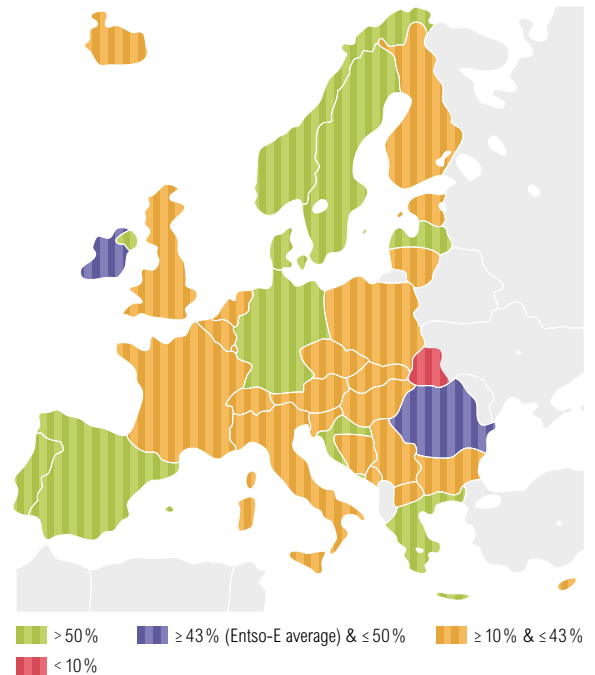 > 50 % ≥ 43 % (Entso-E average) & ≤ 50 % ≥ 10 % & ≤ 43 %
< 10 %